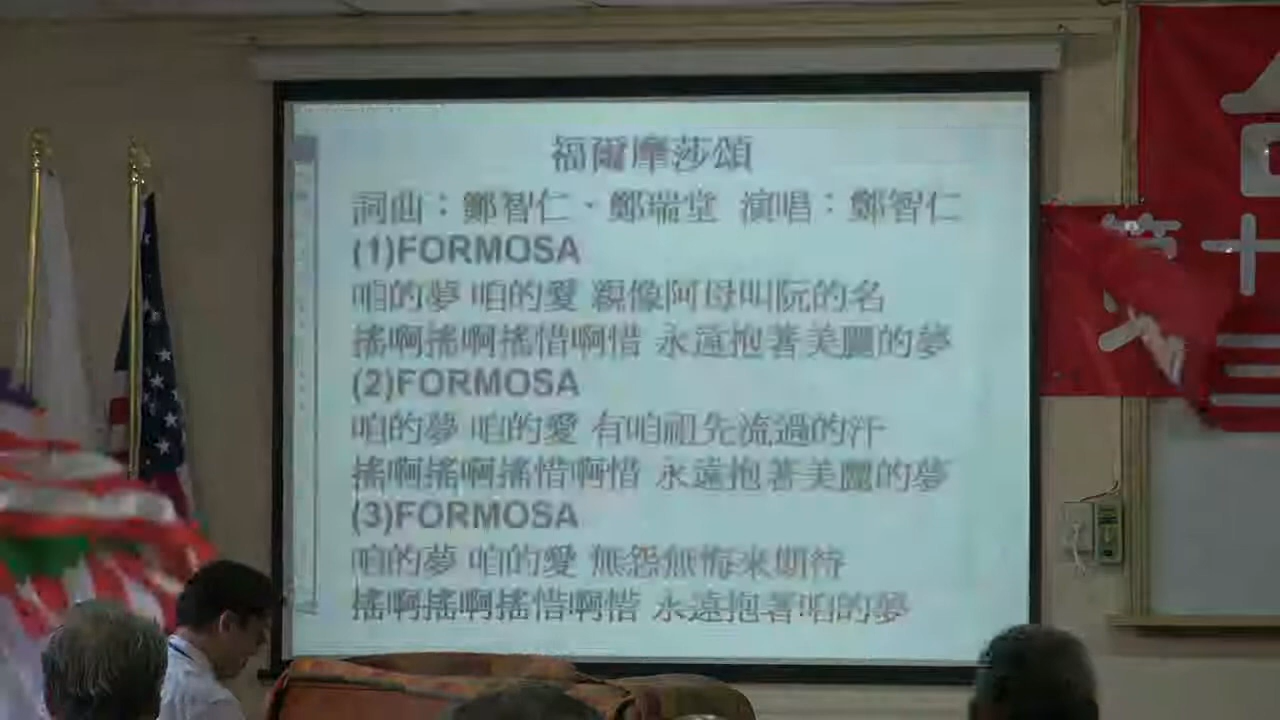 福爾摩莎頌
詞曲：鄭智仁、鄭瑞堂 演唱：鄭智仁
(1)FORMOSA
咱的夢 咱的愛 親像阿母叫阮的名
搖啊搖啊搖惜啊惜 永遠抱著美麗的夢
(2)FORMOSA
咱的夢 咱的愛 有咱祖先流過的汗
搖啊搖啊搖惜啊惜 永遠抱著美麗的夢
(3)FORMOSA
咱的夢 咱的愛 無怨無悔來期待
搖啊搖啊搖惜啊惜 永遠抱著咱的夢
十